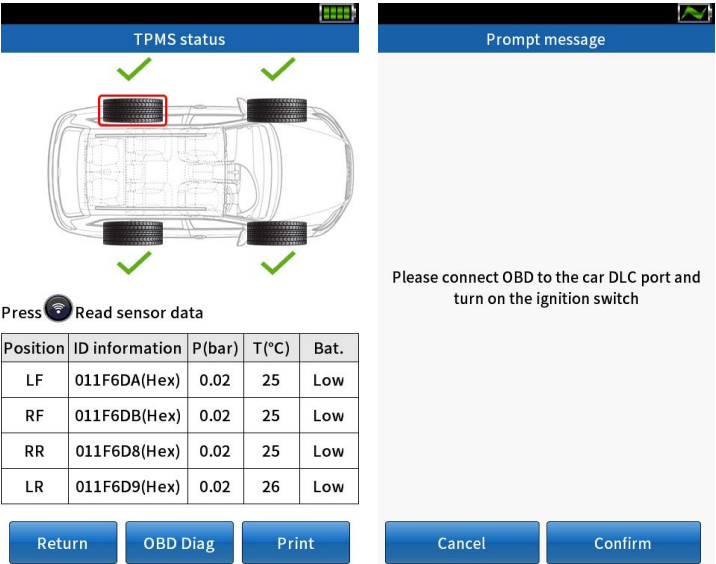 TPMS status
Press Read sensor data
Position ID information P(bar) T(℃) Bat.
LF 011F6DA(Hex) 0.02 25 Low
RF 011F6DB(Hex) 0.02 25 Low
RR 011F6D8(Hex) 0.02 25 Low
LR 011F6D9(Hex) 0.02 26 Low
Return OBD Diag Print
Prompt message
Please connect OBD to the car DLC port and
turn on the ignition switch
Cancel Confirm